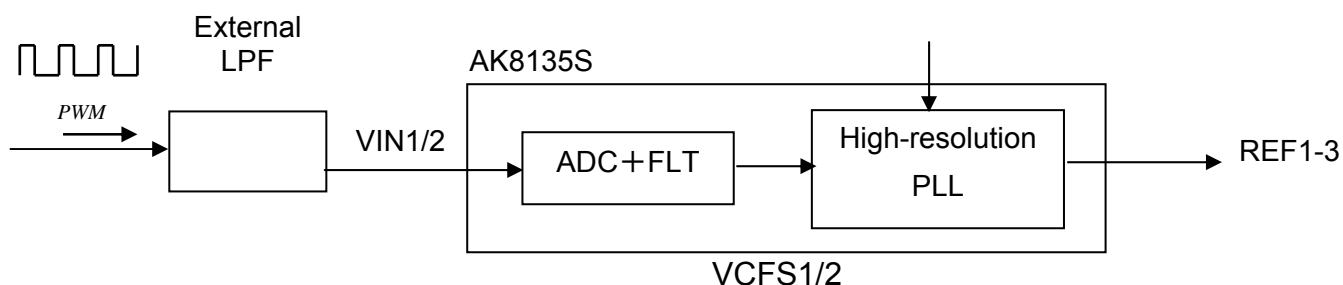 External
LPF
AK8135S
PWM
VIN1/2
ADC＋FLT
High-resolution
PLL
REF1-3
VCFS1/2